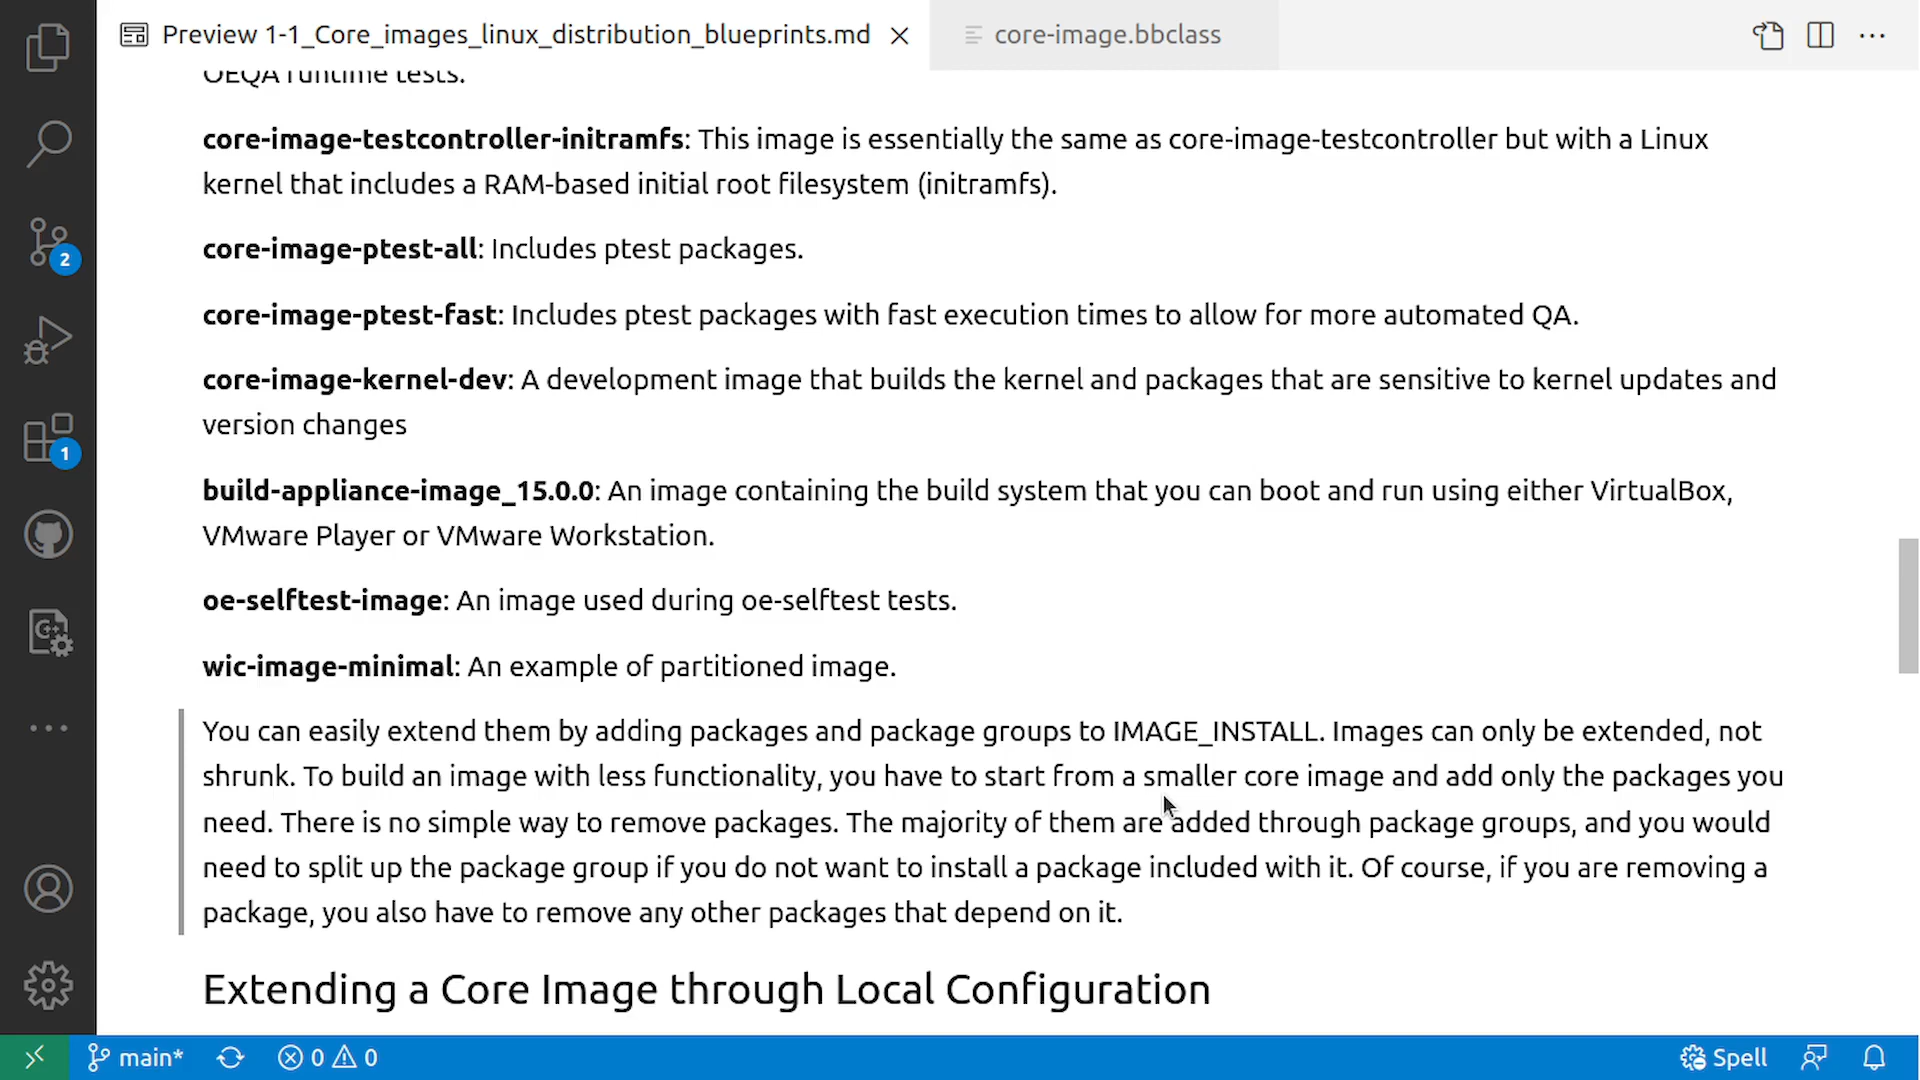 Preview 1-1_Core_images_linux_distribution_blueprints.md
core-image.bbclass
OEQA runtime tests.
core-image-testcontroller-initramfs: This image is essentially the same as core-image-testcontroller but with a Linux
kernel that includes a RAM-based initial root filesystem (initramfs).
core-image-ptest-all: Includes ptest packages.
core-image-ptest-fast: Includes ptest packages with fast execution times to allow for more automated QA.
core-image-kernel-dev: A development image that builds the kernel and packages that are sensitive to kernel updates and
version changes
build-appliance-image_15.0.0: An image containing the build system that you can boot and run using either VirtualBox,
VMware Player or VMware Workstation.
oe-selftest-image: An image used during oe-selftest tests.
wic-image-minimal: An example of partitioned image.
You can easily extend them by adding packages and package groups to IMAGE_INSTALL. Images can only be extended, not
shrunk. To build an image with less functionality, you have to start from a smaller core image and add only the packages you
need. There is no simple way to remove packages. The majority of them are added through package groups, and you would
need to split up the package group if you do not want to install a package included with it. Of course, if you are removing a
package, you also have to remove any other packages that depend on it.
Extending a Core Image through Local Configuration
2
1
main*
0
0
Spell